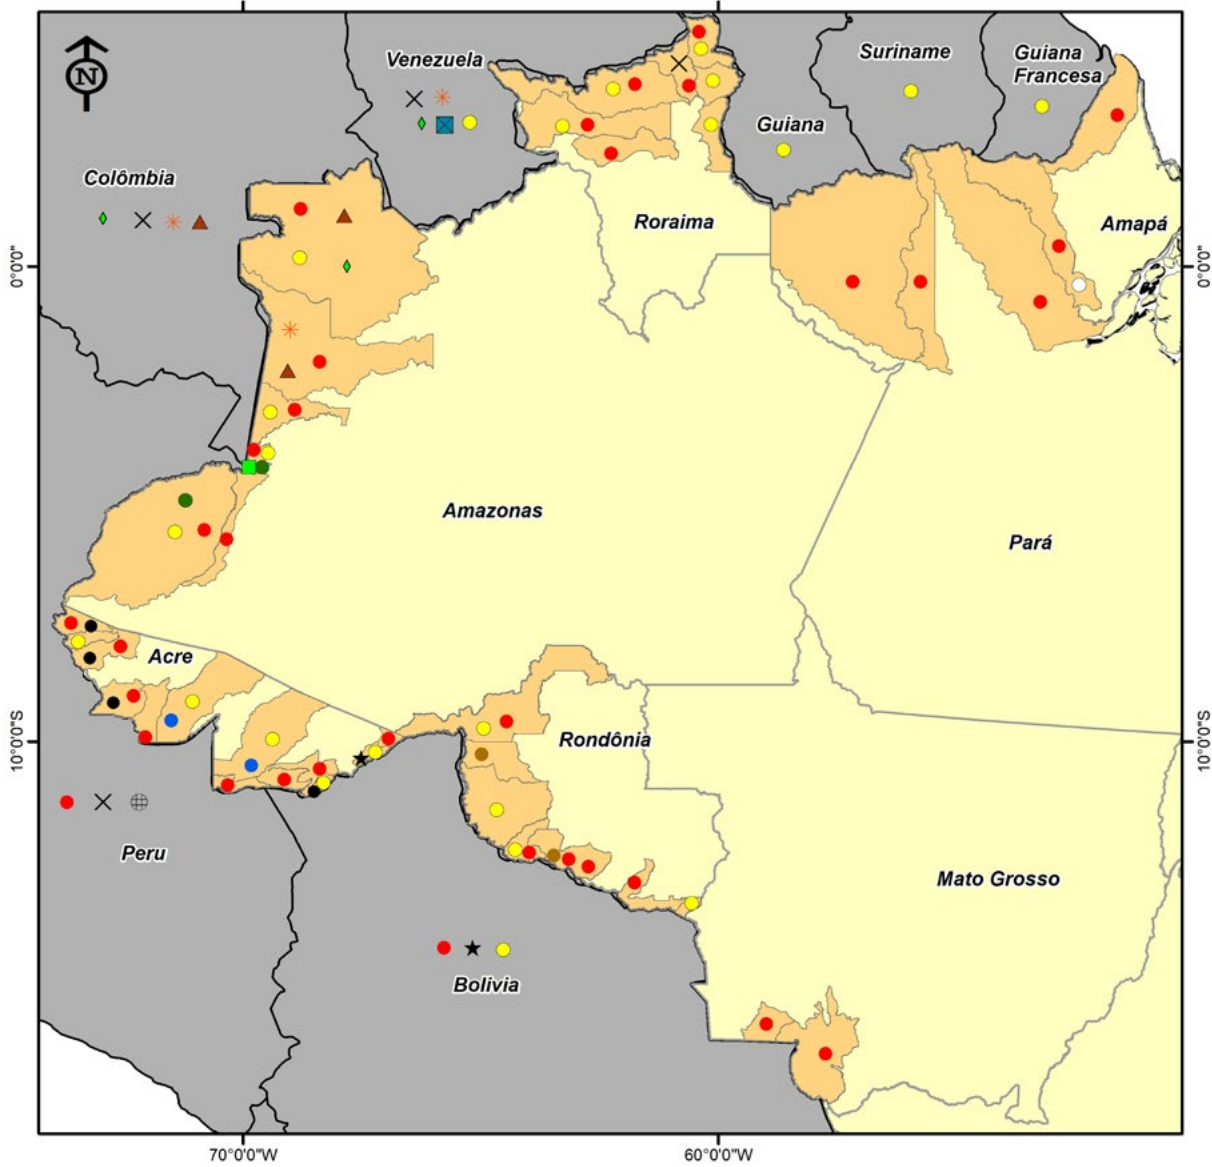 N
Venezuela
Suriname
Guiana
Francesa
Guiana
Colômbia
Roraima
Amapá
0°0'0"
0°0'0"
Amazonas
Pará
Acre
Rondônia
10°0'0"S
10°0'0"S
Peru
Mato Grosso
Bolivia
70°0'0"W
60°0'0"W